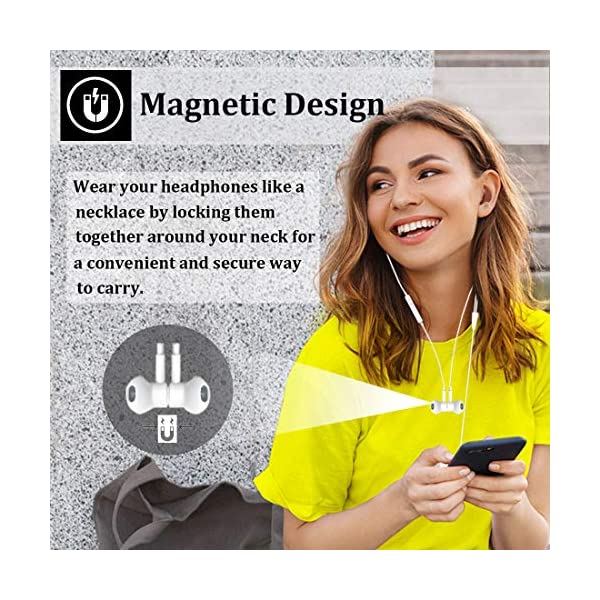 Magnetic Design
Wear your headphones like a
necklace by locking them
together around your neck for
a convenient and secure way
to carry.